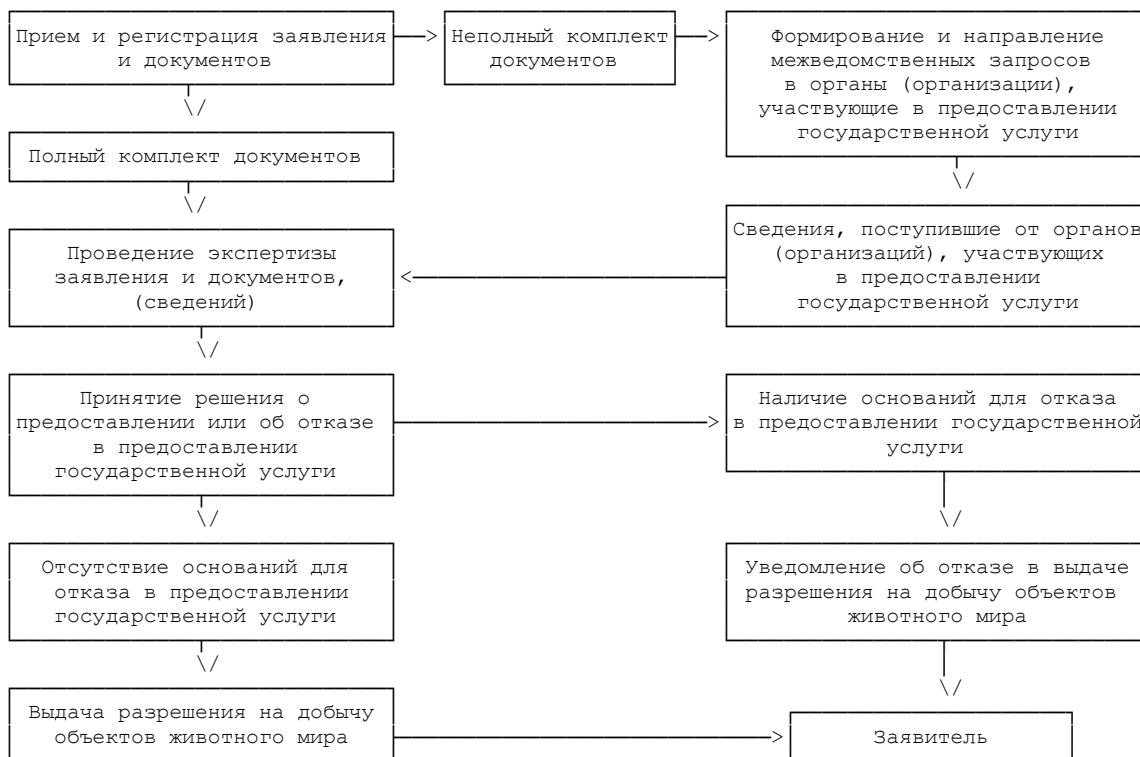 Прием и регистрация заявления
и документов
Неполный комплект
документов
Формирование и направление
межведомственных запросов
в органы (организации),
участвующие в предоставлении
государственной услуги
Полный комплект документов
Проведение экспертизы
заявления и документов,
(сведений)
Сведения, поступившие от органов
(организаций), участвующих
в предоставлении
государственной услуги
Принятие решения о
предоставлении или об отказе
в предоставлении
государственной услуги
Наличие оснований для отказа
в предоставлении государственной
услуги
Отсутствие оснований для
отказа в предоставлении
государственной услуги
Уведомление об отказе в выдаче
разрешения на добычу объектов
животного мира
Выдача разрешения на добычу
объектов животного мира
Заявитель